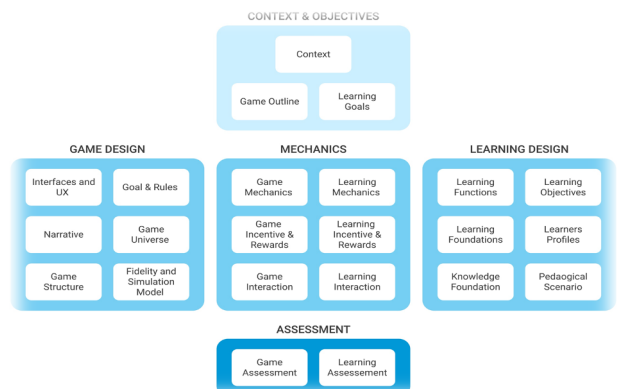 CONTEXT & OBJECTIVES
Context
Game Outline
Learning
Goals
GAME DESIGN
Interfaces and
UX
Goal & Rules
Narrative
Game
Universe
Game
Structure
Fidelity and
Simulation
Model
MECHANICS
Game
Mechanics
Learning
Mechanics
Game
Incentive &
Rewards
Learning
Incentive &
Rewards
Game
Interaction
Learning
Interaction
LEARNING DESIGN
Learning
Functions
Learning
Objectives
Learning
Foundations
Learners
Profiles
Knowledge
Foundation
Pedaogical
Scenario
ASSESSMENT
Game
Assessment
Learning
Assessement